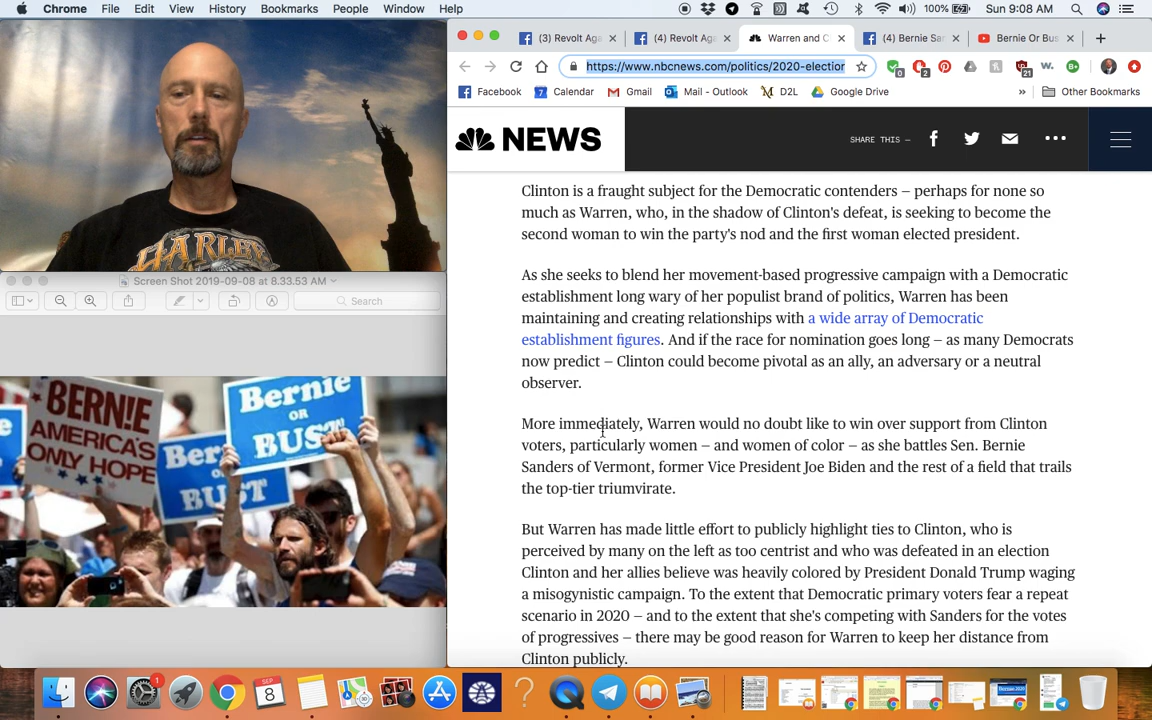 Chrome File Edit View History Bookmarks People Window Help 100% Sun 9:08 AM
(3) Revolt Aga
(4) Revolt Aga
Warren and C
(4) Bernie San
Bernie Or Bus
https://www.nbcnews.com/politics/2020-election
0 2 21 W. B+
Facebook 7 Calendar Gmail Mail - Outlook D2L Google Drive » Other Bookmarks
NEWS
SHARE THIS —
HARLEY
Screen Shot 2019-09-08 at 8.33.53 AM
Search
BERN!E
AMERICA'S
ONLY HOPE
Bernie
OR
BUST
Ber
BUST
Clinton is a fraught subject for the Democratic contenders — perhaps for none so
much as Warren, who, in the shadow of Clinton's defeat, is seeking to become the
second woman to win the party's nod and the first woman elected president.
As she seeks to blend her movement-based progressive campaign with a Democratic
establishment long wary of her populist brand of politics, Warren has been
maintaining and creating relationships with a wide array of Democratic
establishment figures. And if the race for nomination goes long — as many Democrats
now predict — Clinton could become pivotal as an ally, an adversary or a neutral
observer.
More immediately, Warren would no doubt like to win over support from Clinton
voters, particularly women — and women of color — as she battles Sen. Bernie
Sanders of Vermont, former Vice President Joe Biden and the rest of a field that trails
the top-tier triumvirate.
But Warren has made little effort to publicly highlight ties to Clinton, who is
perceived by many on the left as too centrist and who was defeated in an election
Clinton and her allies believe was heavily colored by President Donald Trump waging
a misogynistic campaign. To the extent that Democratic primary voters fear a repeat
scenario in 2020 — and to the extent that she's competing with Sanders for the votes
of progressives — there may be good reason for Warren to keep her distance from
Clinton publicly.
1
SEP
8
?